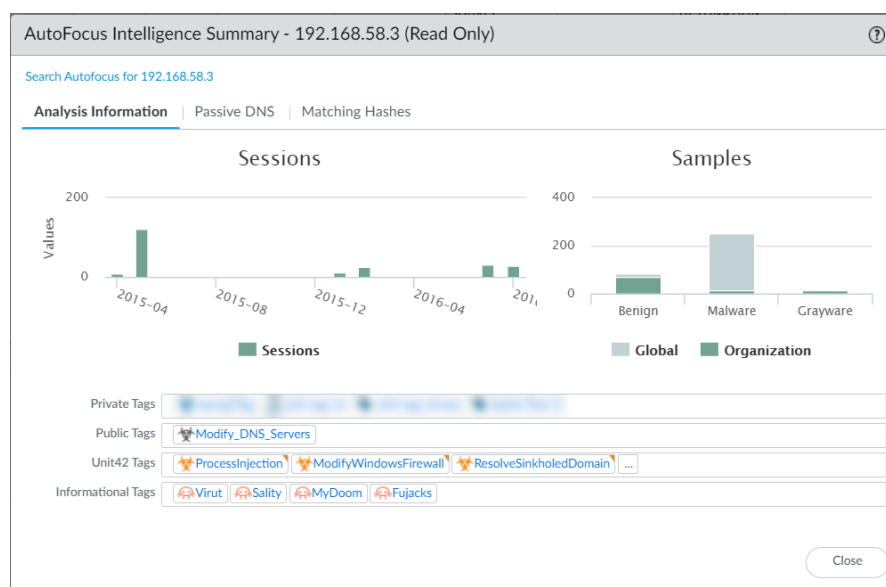 AutoFocus Intelligence Summary - 192.168.58.3 (Read Only)
Search Autofocus for 192.168.58.3
Analysis Information | Passive DNS | Matching Hashes
Sessions
Values
200
0
2015-04
2015-08
2015-12
2016-04
Sessions
Samples
400
200
0
Benign
Malware
Grayware
Global Organization
Private Tags
Public Tags Modify_DNS_Servers
Unit42 Tags ProcessInjection ModifyWindowsFirewall ResolveSinkholedDomain ...
Informational Tags Virut Sality MyDoom Fujacks
Close